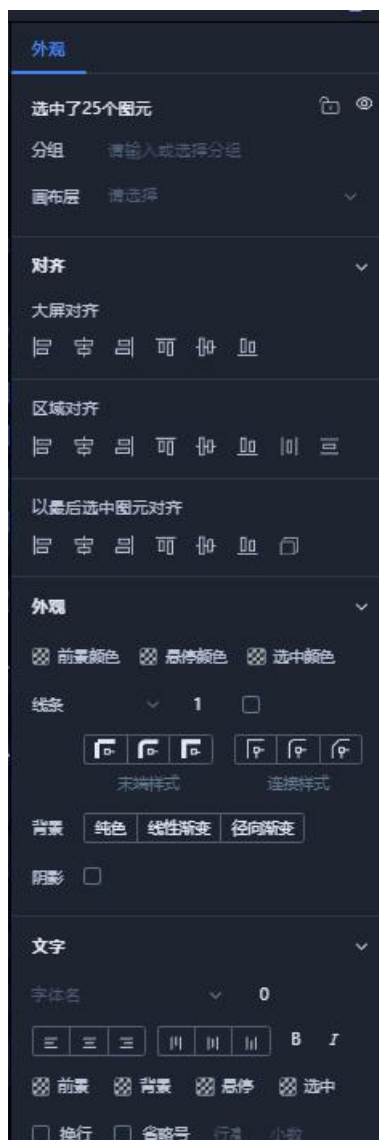 外观
选中了25个图元
分组 请输入或选择分组
画布层 请选择
对齐
大屏对齐
区域对齐
以最后选中图元对齐
外观
前景颜色 悬停颜色 选中颜色
线条 1
末端样式 连接样式
背景 纯色 线性渐变 径向渐变
阴影
文字
字体名 0
B I
前景 背景 悬停 选中
换行 省略号 行高 小数